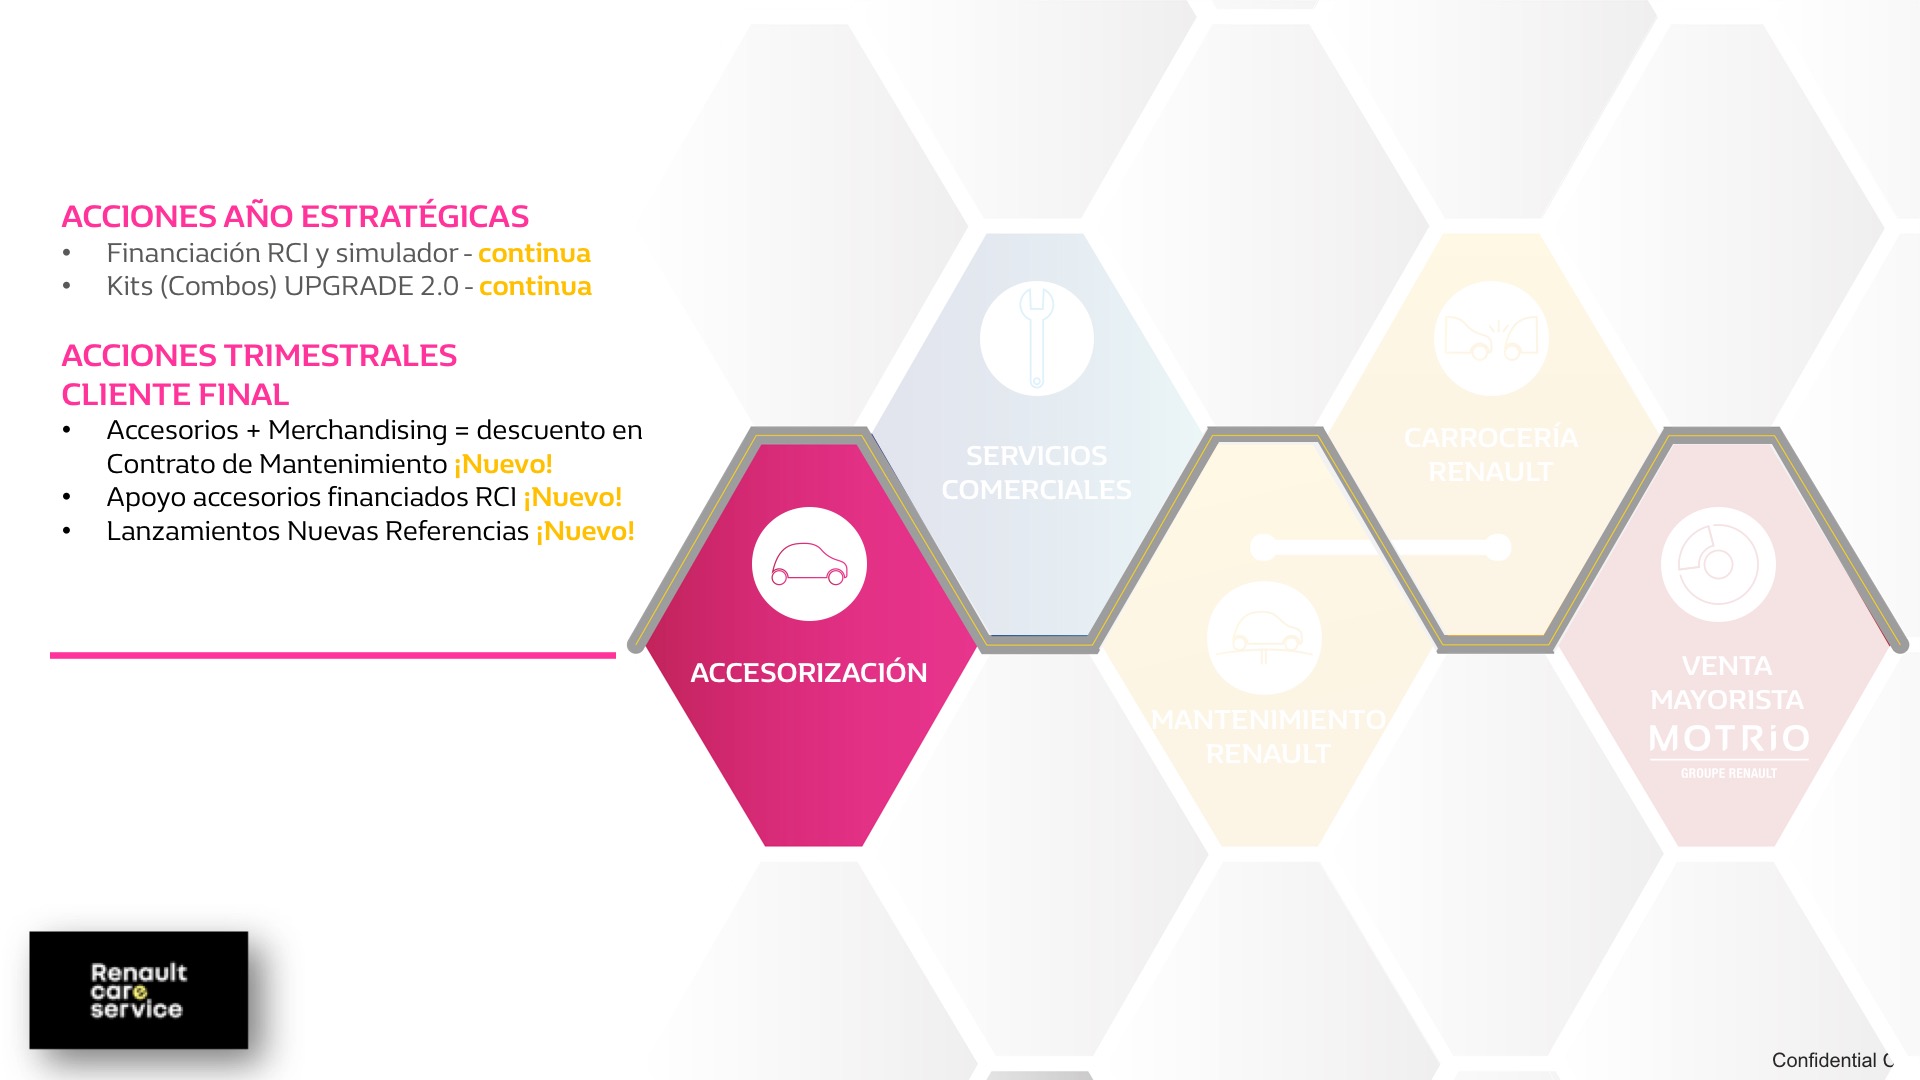 ACCIONES AÑO ESTRATÉGICAS
• Financiación RCI y simulador - continua
• Kits (Combos) UPGRADE 2.0 - continua
ACCIONES TRIMESTRALES
CLIENTE FINAL
• Accesorios + Merchandising = descuento en
Contrato de Mantenimiento ¡Nuevo!
• Apoyo accesorios financiados RCI ¡Nuevo!
• Lanzamientos Nuevas Referencias ¡Nuevo!
ACCESORIZACIÓN
SERVICIOS
COMERCIALES
MANTENIMIENTO
RENAULT
CARROCERÍA
RENAULT
VENTA
MAYORISTA
MOTRiO
GROUPE RENAULT
Renault
care
service
Confidential